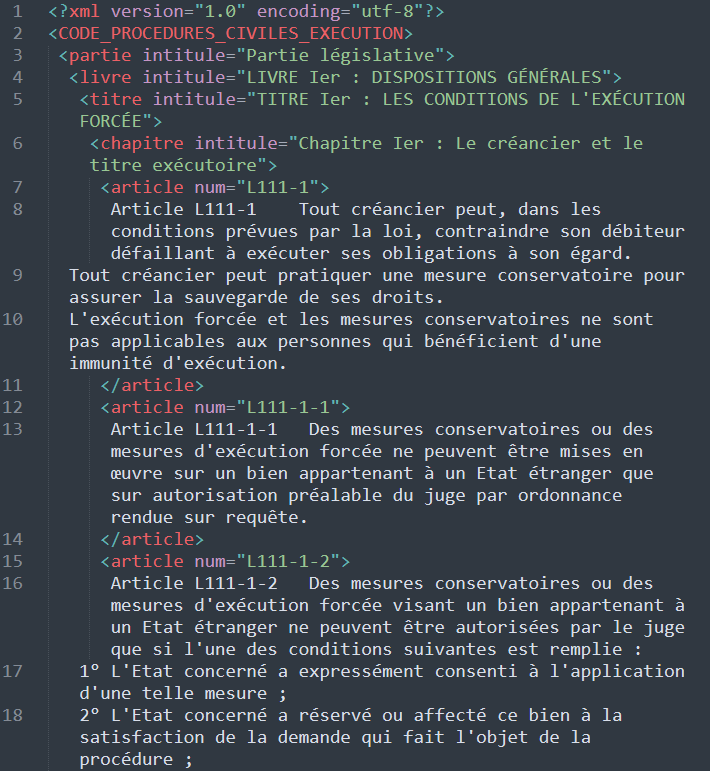 1 <?xml version="1.0" encoding="utf-8"?>
2 <CODE_PROCEDURES_CIVILES_EXECUTION>
3 <partie intitule="Partie législative">
4 <livre intitule="LIVRE Ier : DISPOSITIONS GÉNÉRALES">
5 <titre intitule="TITRE Ier : LES CONDITIONS DE L'EXÉCUTION
FORCÉE">
6 <chapitre intitule="Chapitre Ier : Le créancier et le
titre exécutoire">
7 <article num="L111-1">
8 Article L111-1    Tout créancier peut, dans les
conditions prévues par la loi, contraindre son débiteur
défaillant à exécuter ses obligations à son égard.
9 Tout créancier peut pratiquer une mesure conservatoire pour
assurer la sauvegarde de ses droits.
10 L'exécution forcée et les mesures conservatoires ne sont
pas applicables aux personnes qui bénéficient d'une
immunité d'exécution.
11 </article>
12 <article num="L111-1-1">
13 Article L111-1-1   Des mesures conservatoires ou des
mesures d'exécution forcée ne peuvent être mises en
œuvre sur un bien appartenant à un Etat étranger que
sur autorisation préalable du juge par ordonnance
rendue sur requête.
14 </article>
15 <article num="L111-1-2">
16 Article L111-1-2   Des mesures conservatoires ou des
mesures d'exécution forcée visant un bien appartenant à
un Etat étranger ne peuvent être autorisées par le juge
que si l'une des conditions suivantes est remplie :
17 1° L'Etat concerné a expressément consenti à l'application
d'une telle mesure ;
18 2° L'Etat concerné a réservé ou affecté ce bien à la
satisfaction de la demande qui fait l'objet de la
procédure ;